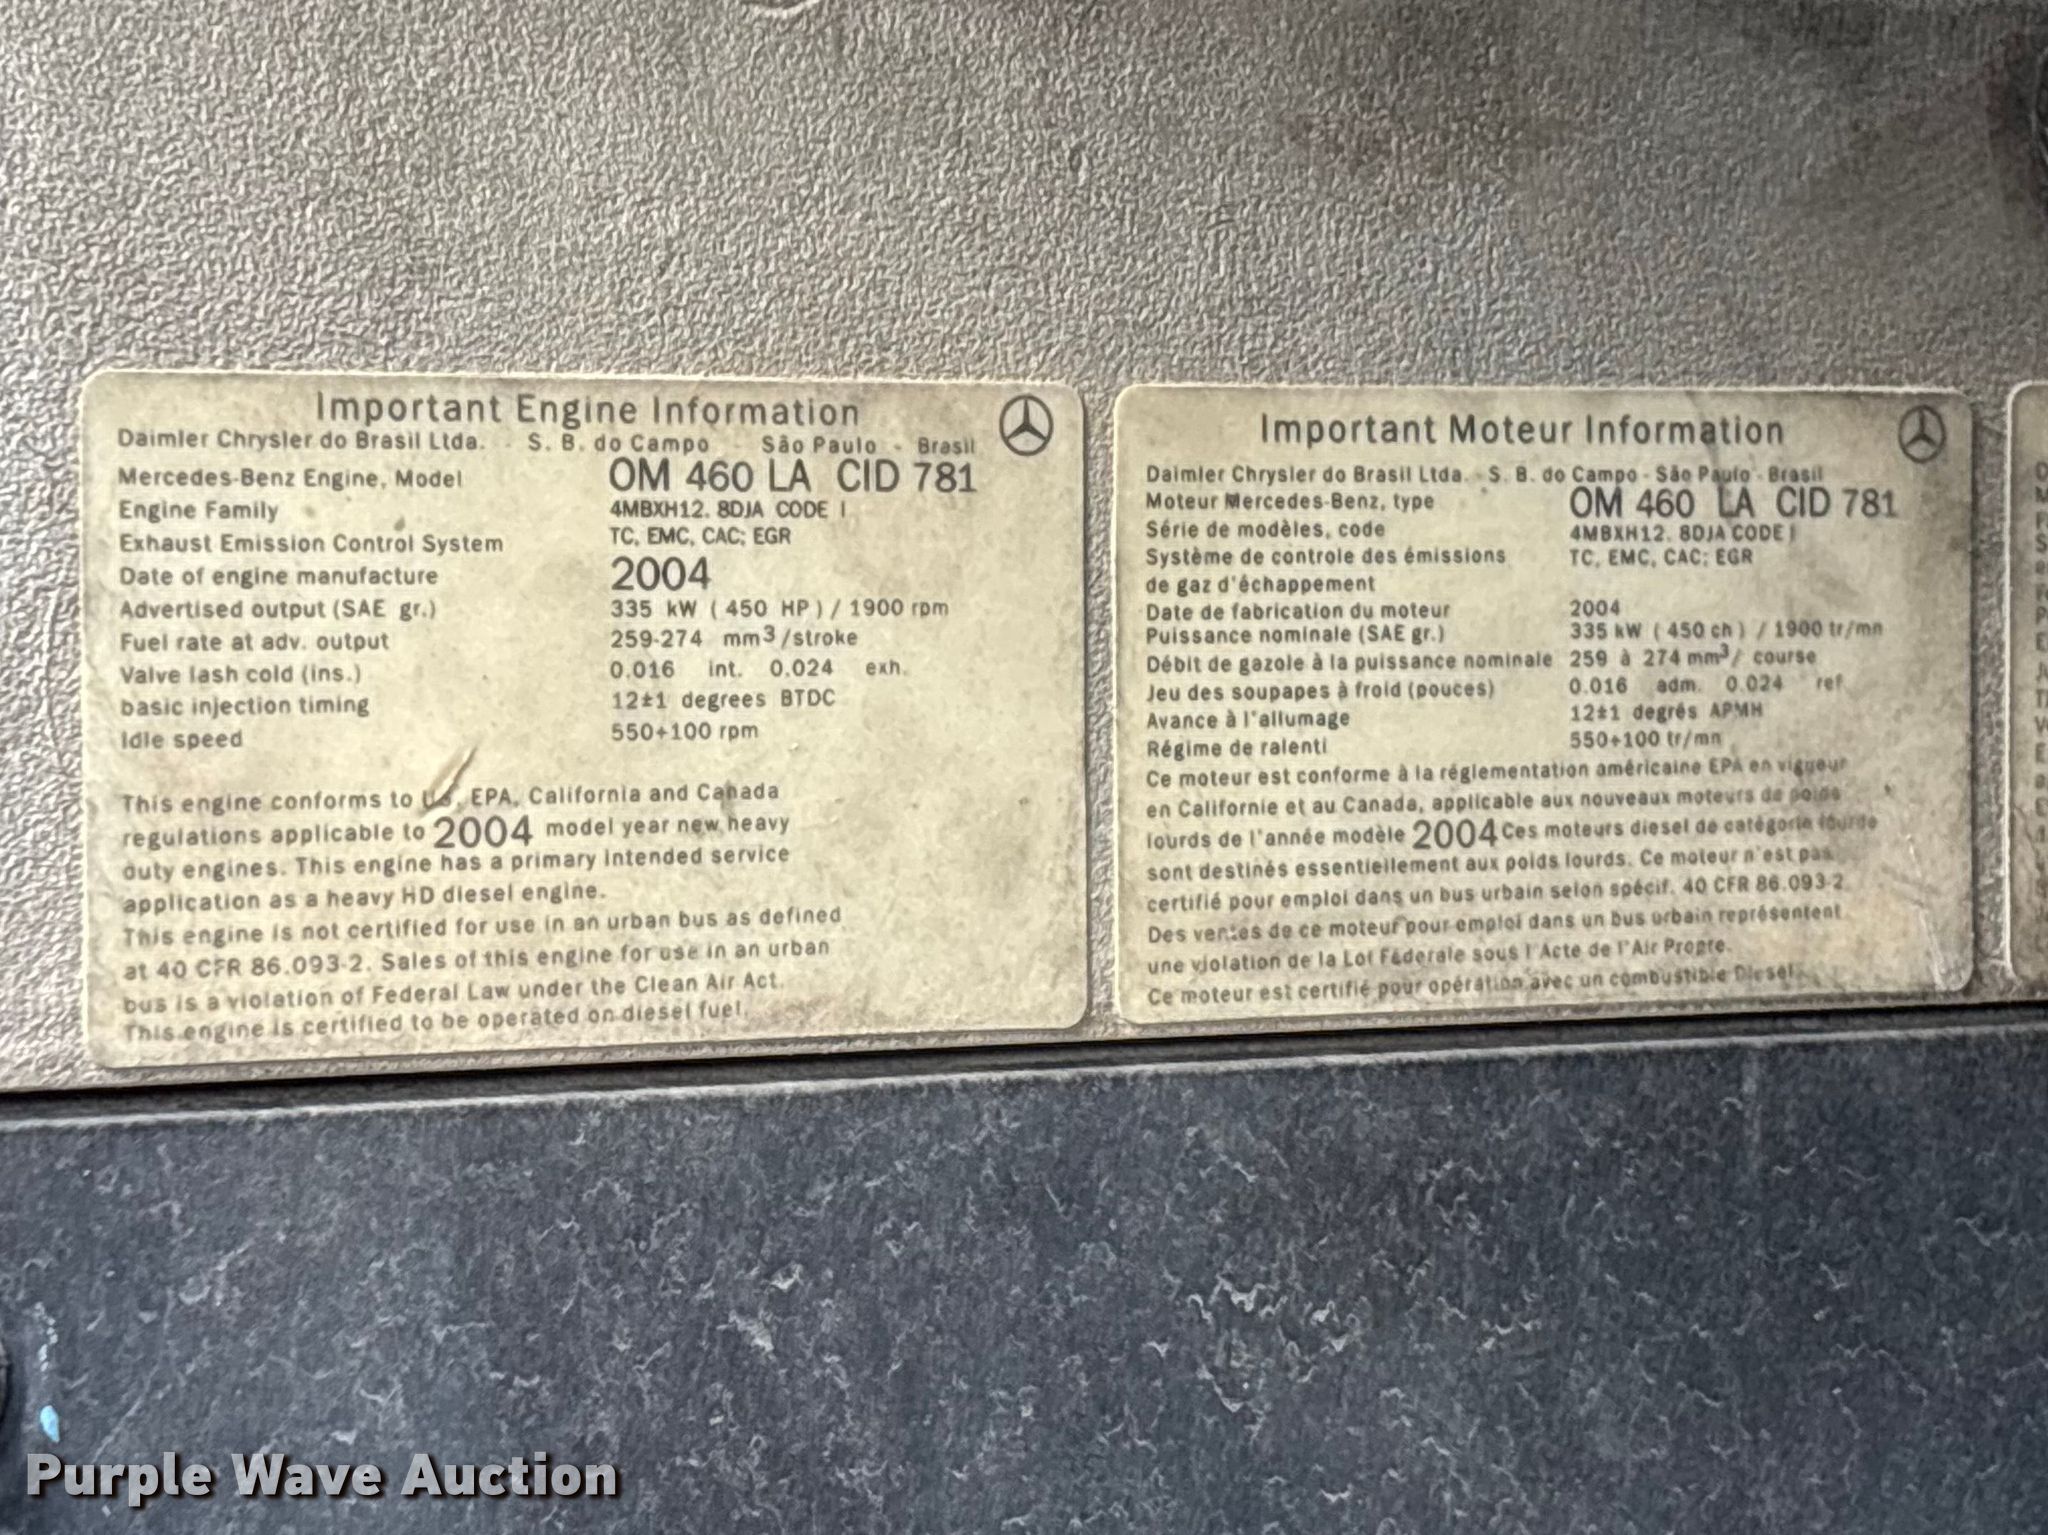 Important Engine Information
Daimler Chrysler do Brasil Ltda. - S. B. do Campo - São Paulo - Brasil
Mercedes-Benz Engine, Model OM 460 LA CID 781
Engine Family 4MBXH12. 8DJA CODE I
Exhaust Emission Control System TC, EMC, CAC; EGR
Date of engine manufacture 2004
Advertised output (SAE gr.) 335 kW ( 450 HP ) / 1900 rpm
Fuel rate at adv. output 259-274 mm³/stroke
Valve lash cold (ins.) 0.016 int. 0.024 exh.
basic injection timing 12±1 degrees BTDC
Idle speed 550+100 rpm
This engine conforms to US, EPA, California and Canada
regulations applicable to 2004 model year new heavy
duty engines. This engine has a primary intended service
application as a heavy HD diesel engine.
This engine is not certified for use in an urban bus as defined
at 40 CFR 86.093-2. Sales of this engine for use in an urban
bus is a violation of Federal Law under the Clean Air Act.
This engine is certified to be operated on diesel fuel.
Important Moteur Information
Daimler Chrysler do Brasil Ltda. - S. B. do Campo - São Paulo - Brasil
Moteur Mercedes-Benz, type OM 460 LA CID 781
Série de modèles, code 4MBXH12. 8DJA CODE I
Système de controle des émissions TC, EMC, CAC; EGR
de gaz d'échappement
Date de fabrication du moteur 2004
Puissance nominale (SAE gr.) 335 kW ( 450 ch ) / 1900 tr/mn
Débit de gazole à la puissance nominale 259 à 274 mm³/ course
Jeu des soupapes à froid (pouces) 0.016 adm. 0.024 ref
Avance à l'allumage 12±1 degrés APMH
Régime de ralenti 550+100 tr/mn
Ce moteur est conforme à la réglementation américaine EPA en vigueur
en Californie et au Canada, applicable aux nouveaux moteurs de poids
lourds de l'année modèle 2004 Ces moteurs diesel de catégorie lourde
sont destinés essentiellement aux poids lourds. Ce moteur n'est pas
certifié pour emploi dans un bus urbain selon spécif. 40 CFR 86.093-2
Des ventes de ce moteur pour emploi dans un bus urbain représentent
une violation de la Loi Féderale sous l'Acte de l'Air Propre.
Ce moteur est certifié pour opération avec un combustible Diesel.
Purple Wave Auction